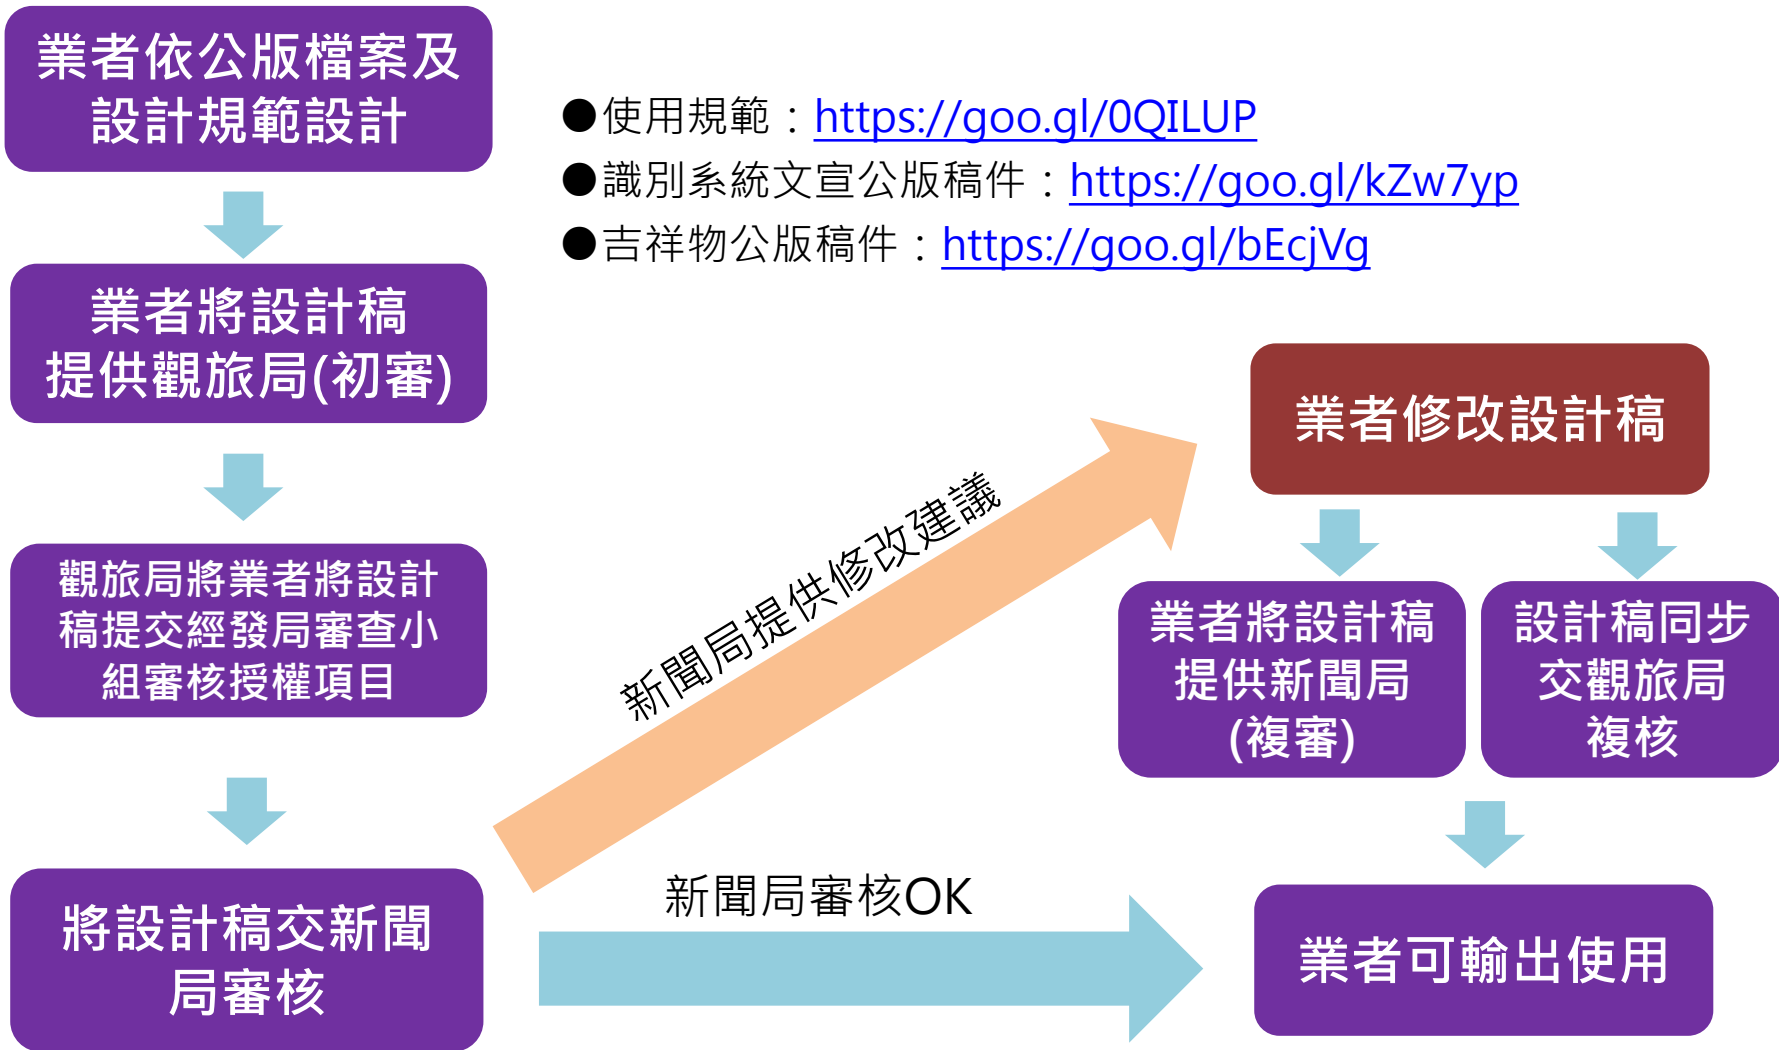 業者依公版檔案及
設計規範設計
●使用規範：https://goo.gl/0QILUP
●識別系統文宣公版稿件：https://goo.gl/kZw7yp
●吉祥物公版稿件：https://goo.gl/bEcjVg
業者將設計稿
提供觀旅局(初審)
觀旅局將業者將設計
稿提交經發局審查小
組審核授權項目
將設計稿交新聞
局審核
新聞局提供修改建議
新聞局審核OK
業者修改設計稿
業者將設計稿
提供新聞局
(複審)
設計稿同步
交觀旅局
複核
業者可輸出使用